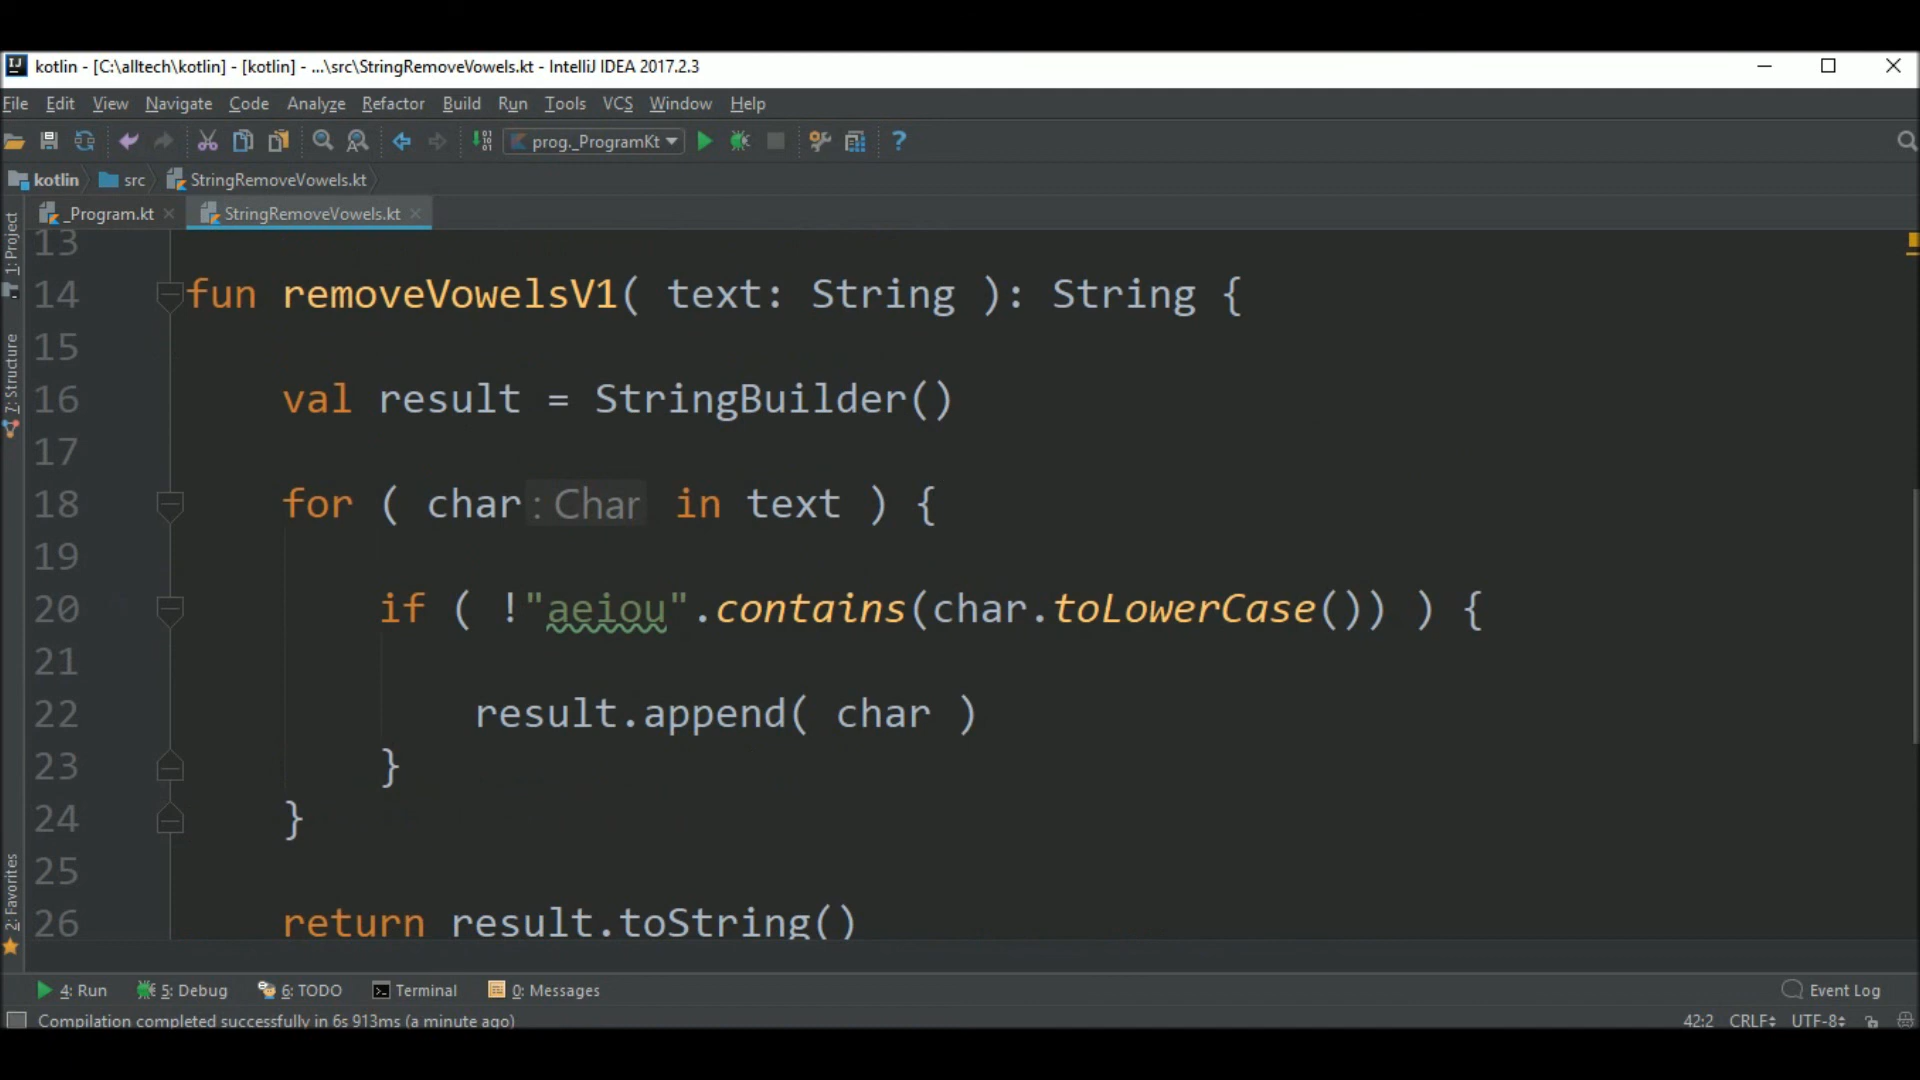 kotlin - [C:\alltech\kotlin] - [kotlin] - ...\src\StringRemoveVowels.kt - IntelliJ IDEA 2017.2.3
File Edit View Navigate Code Analyze Refactor Build Run Tools VCS Window Help
prog._ProgramKt
kotlin src StringRemoveVowels.kt
_Program.kt StringRemoveVowels.kt
1: Project
7: Structure
2: Favorites
13
14 fun removeVowelsV1( text: String ): String {
15
16 val result = StringBuilder()
17
18 for ( char : Char in text ) {
19
20 if ( !"aeiou".contains(char.toLowerCase()) ) {
21
22 result.append( char )
23 }
24 }
25
26 return result.toString()
4: Run 5: Debug 6: TODO Terminal 0: Messages Event Log
Compilation completed successfully in 6s 913ms (a minute ago) 42:2 CRLF UTF-8